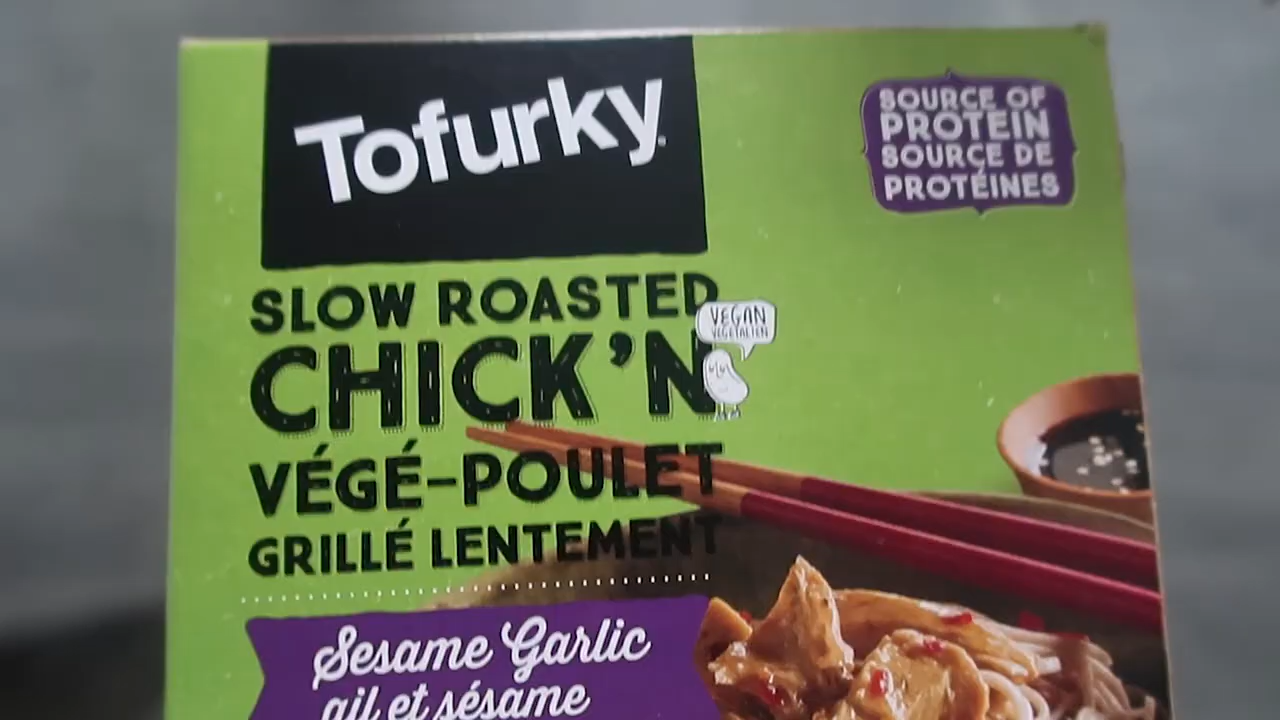 Tofurky
SOURCE OF
PROTEIN
SOURCE DE
PROTÉINES
SLOW ROASTED
CHICK'N
VEGAN
VÉGÉTALIEN
VÉGÉ-POULET
GRILLÉ LENTEMENT
Sesame Garlic
ail et sésame